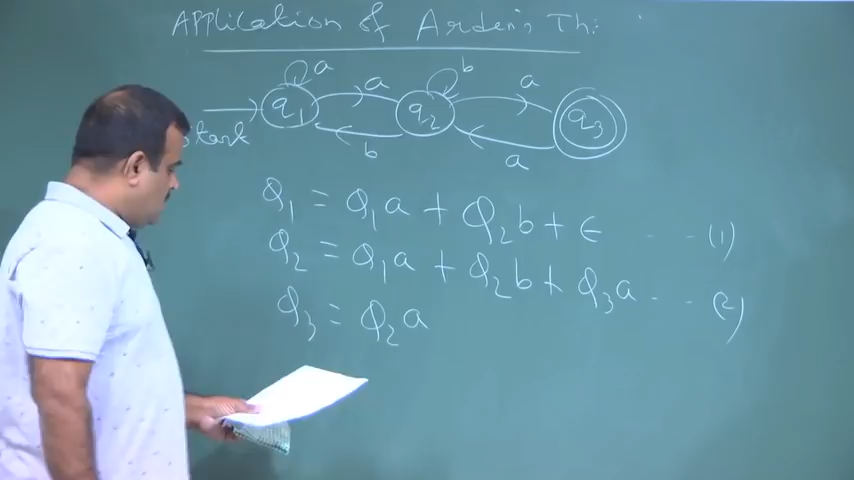 Application of Arden's Th:
a a b a
q₁ q₂ q₃
start b a
Q₁ = Q₁a + Q₂b + ϵ - - (1)
Q₂ = Q₁a + Q₂b + Q₃a - - - (2)
Q₃ = Q₂a